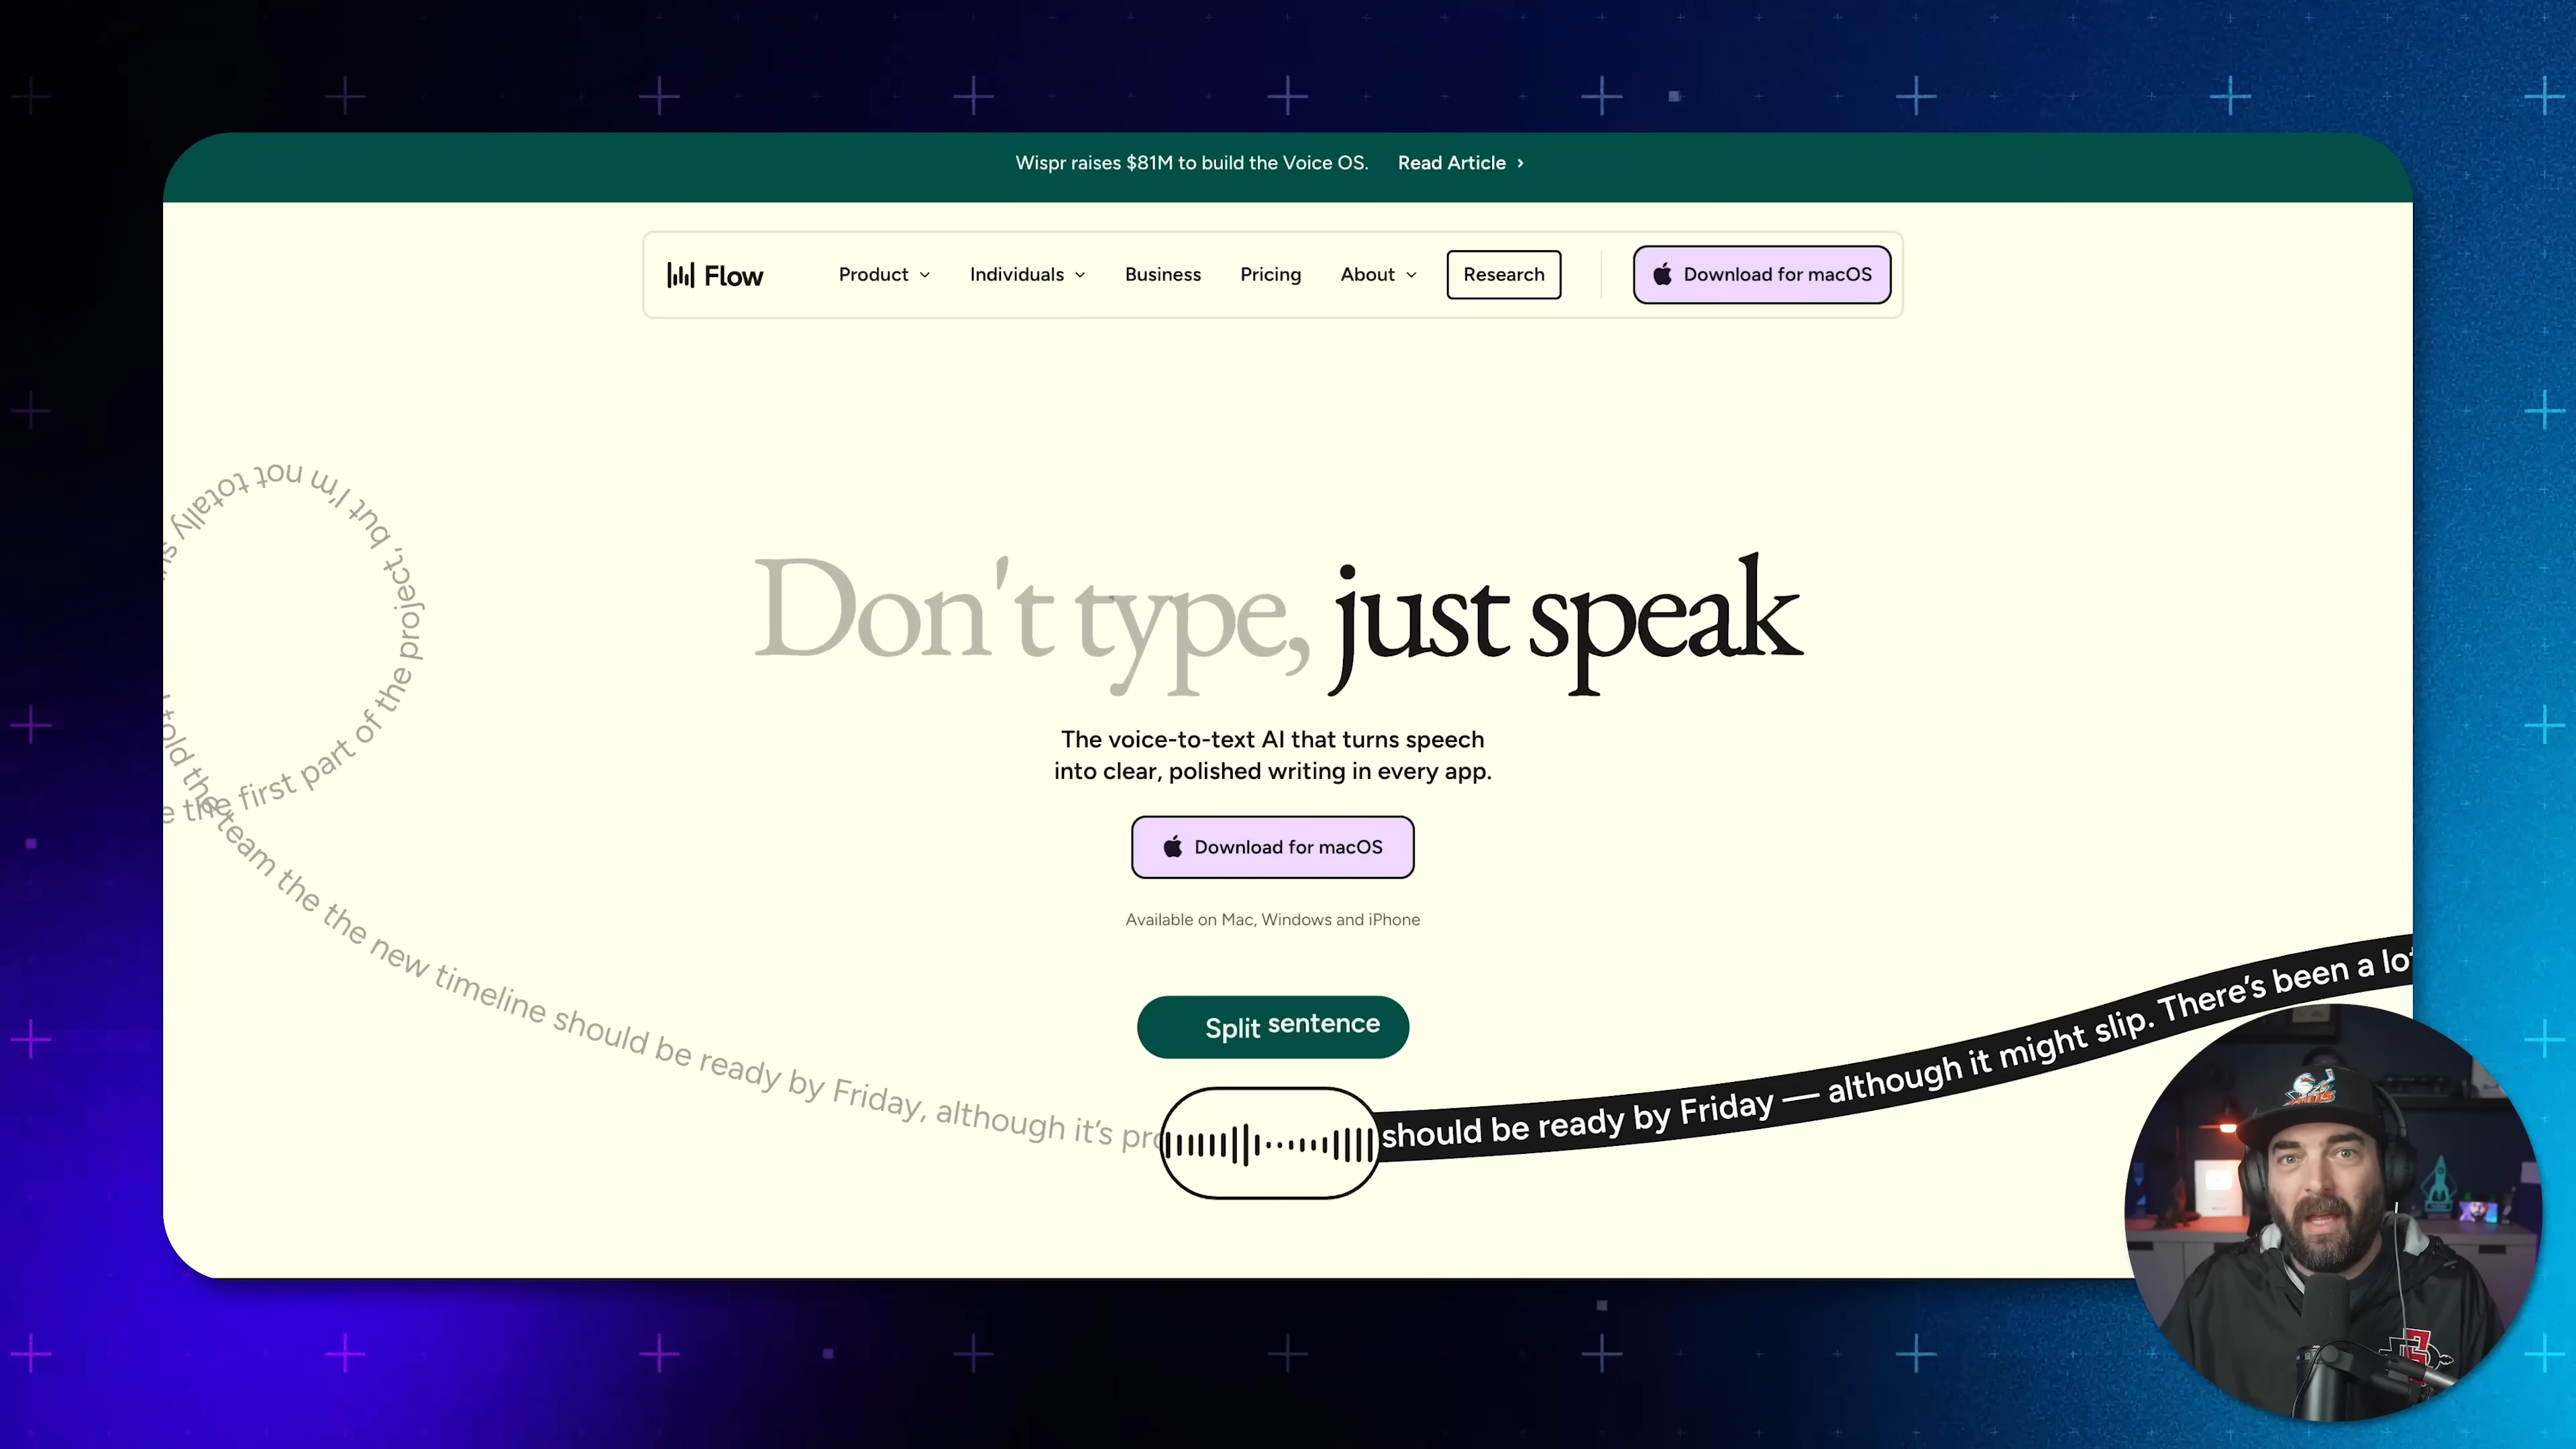 Wispr raises $81M to build the Voice OS. Read Article ›
Flow Product Individuals Business Pricing About Research Download for macOS
but I'm not totally
e the first part of the project,
Don't type, just speak
The voice-to-text AI that turns speech
into clear, polished writing in every app.
Download for macOS
Available on Mac, Windows and iPhone
Split sentence
told the team the the new timeline should be ready by Friday, although it's pro
should be ready by Friday — although it might slip. There's been a lot